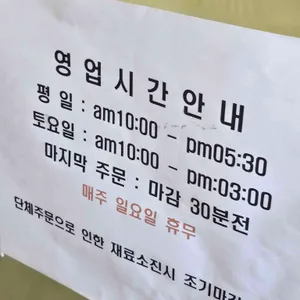 영업시간안내
평 일 : am10:00 - pm05:30
토요일 : am10:00 - pm:03:00
마지막 주문 : 마감 30분전
매주 일요일 휴무
단체주문으로 인한 재료소진시 조기마감